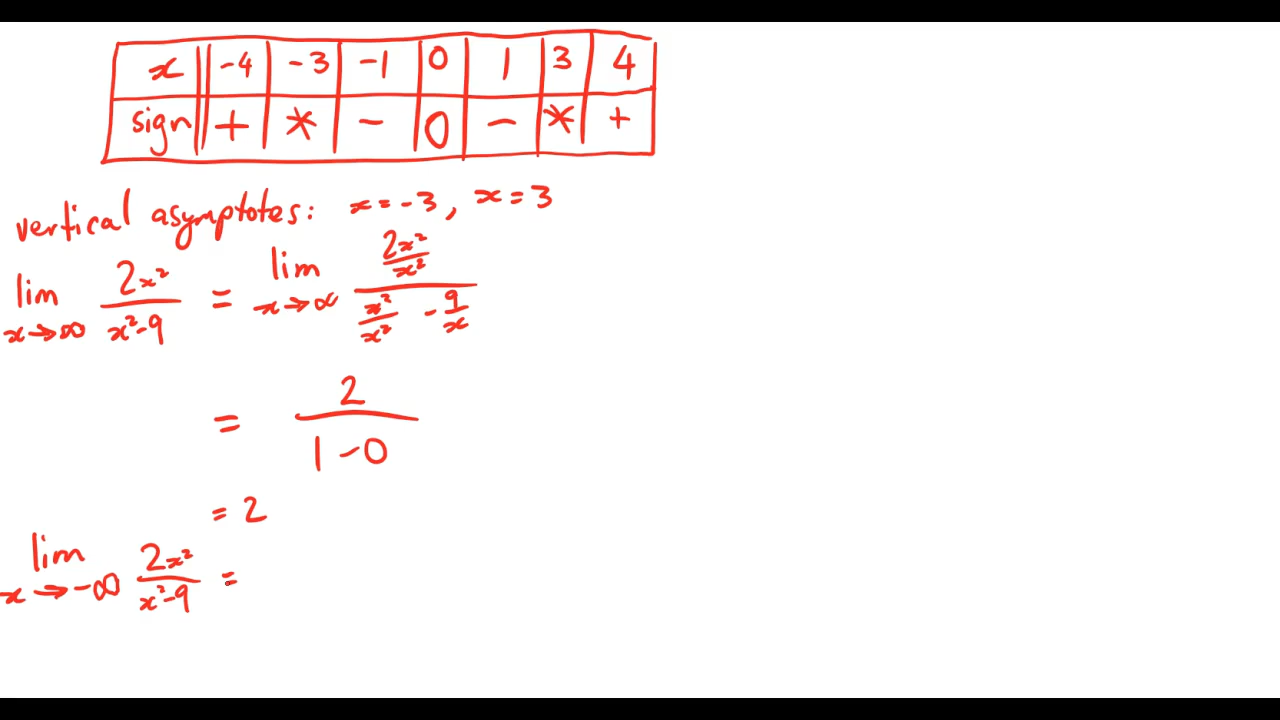 x -4 -3 -1 0 1 3 4
sign + * - 0 - * +
vertical asymptotes: x = -3, x = 3
lim x→∞ 2x²/(x²-9) = lim x→∞ (2x²/x²)/(x²/x² - 9/x)
= 2/(1-0)
= 2
lim x→-∞ 2x²/(x²-9) =